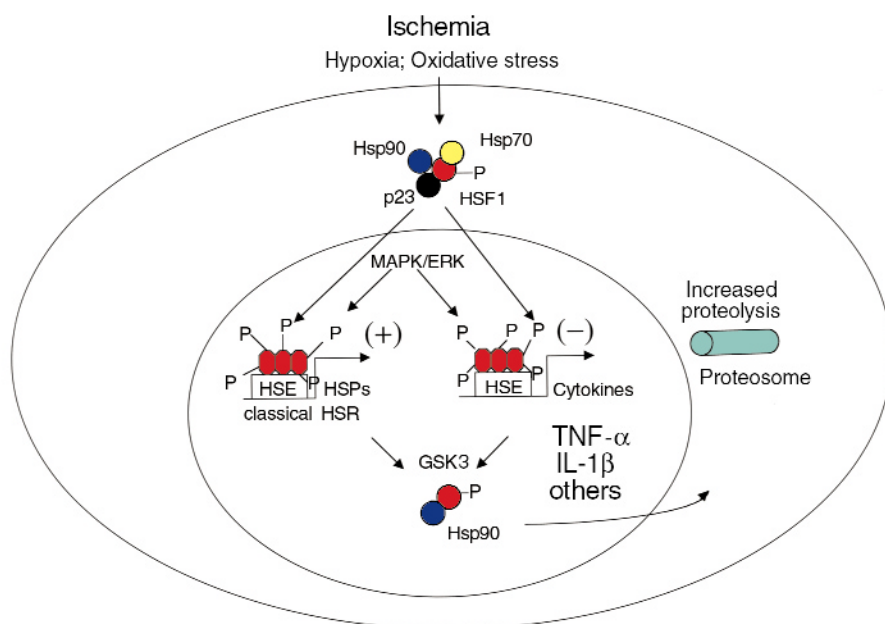 Ischemia
Hypoxia; Oxidative stress
Hsp90
Hsp70
P
p23
HSF1
MAPK/ERK
P
P
P
(+)
P
P
HSE
HSPs
classical HSR
P
P
P
(−)
P
P
HSE
Cytokines
Increased
proteolysis
Proteosome
TNF-α
IL-1β
others
GSK3
P
Hsp90